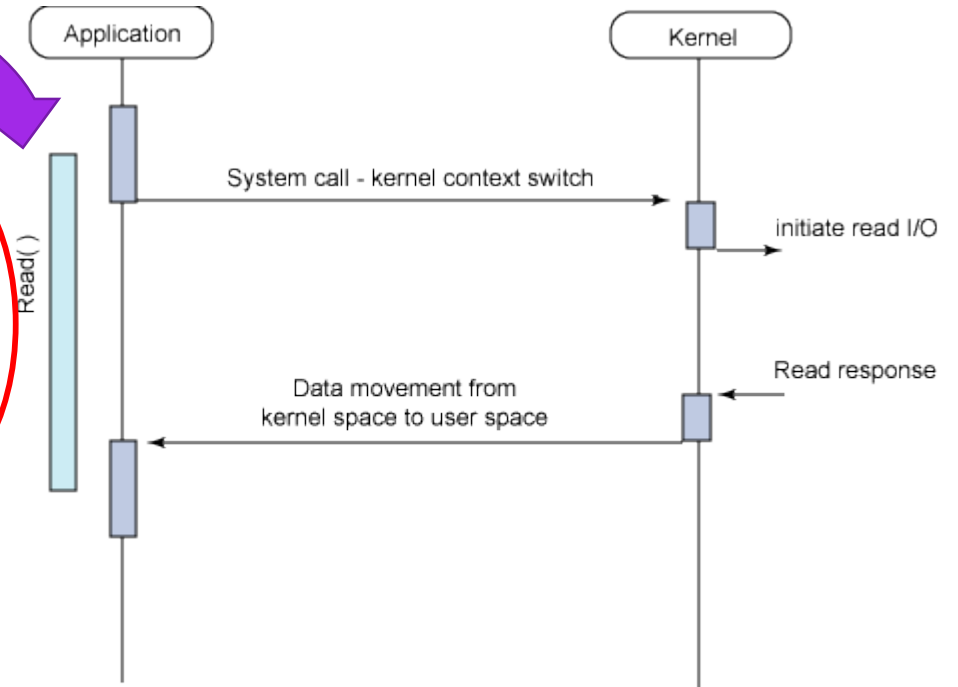 Application
Kernel
System call - kernel context switch
initiate read I/O
Read( )
Read response
Data movement from
kernel space to user space